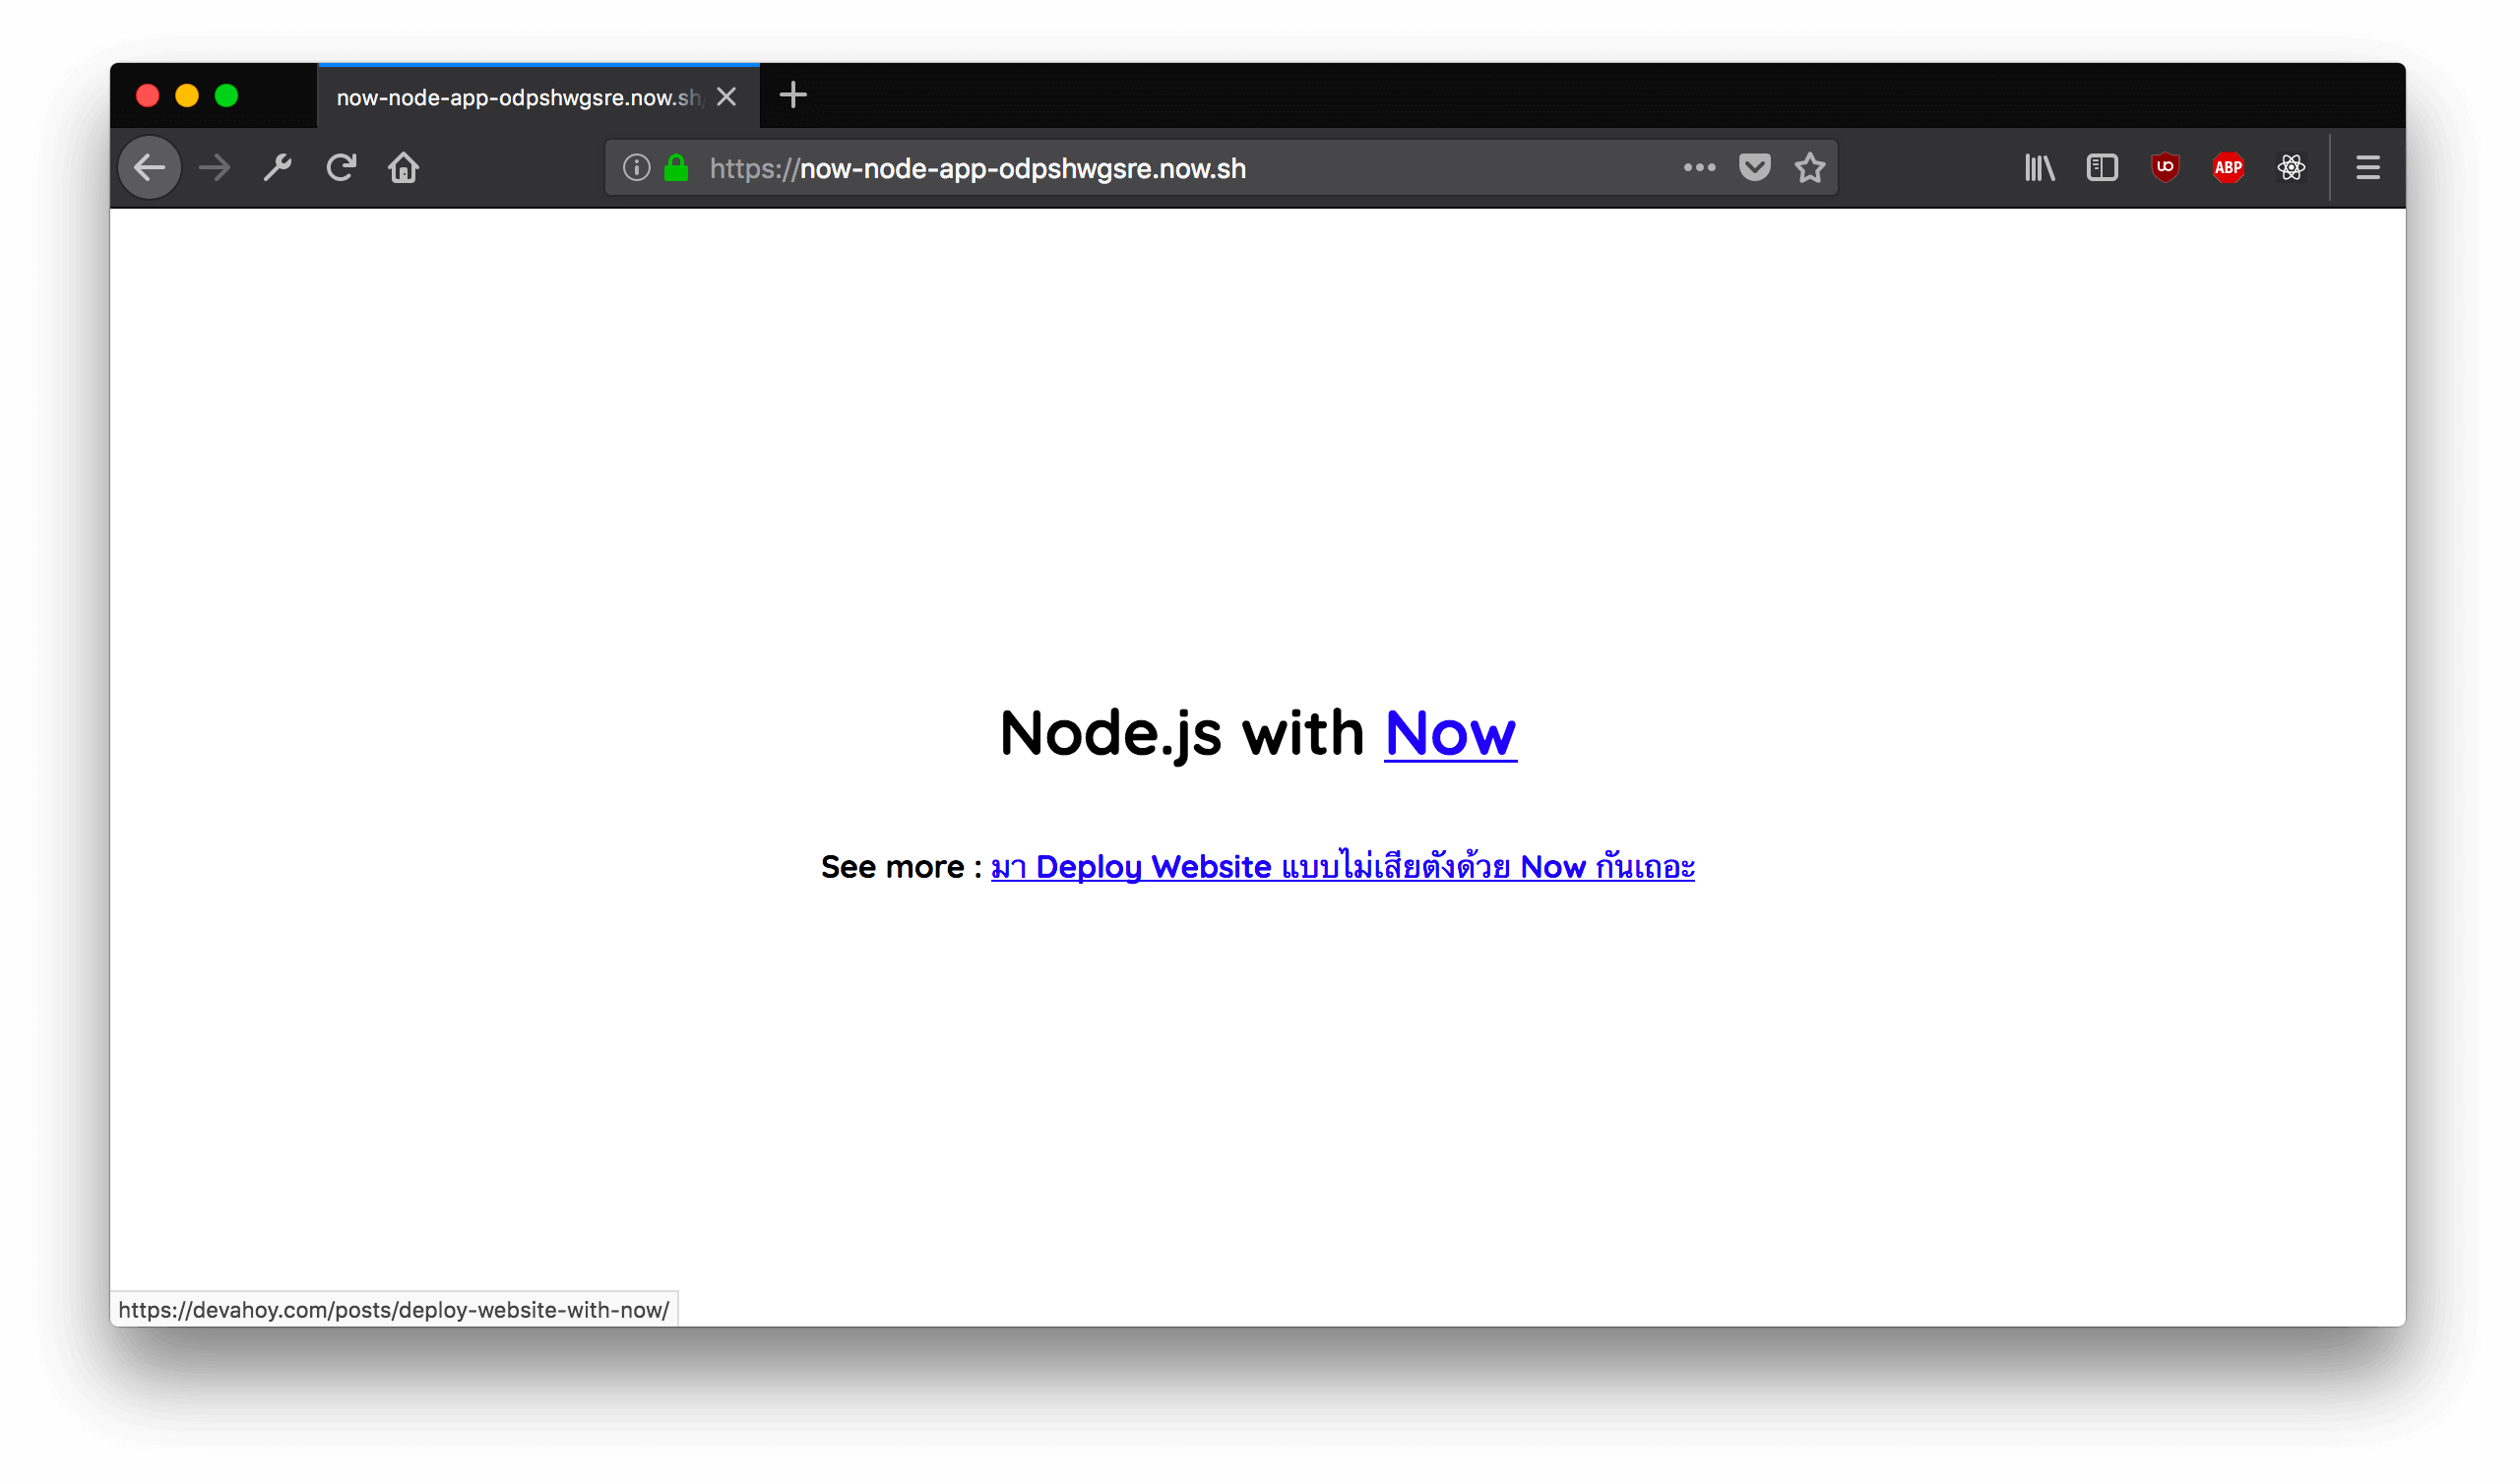 now-node-app-odpshwgsre.now.sh/
https://now-node-app-odpshwgsre.now.sh
UO
ABP
Node.js with Now
See more : มา Deploy Website แบบไม่เสียตังด้วย Now กันเถอะ
https://devahoy.com/posts/deploy-website-with-now/